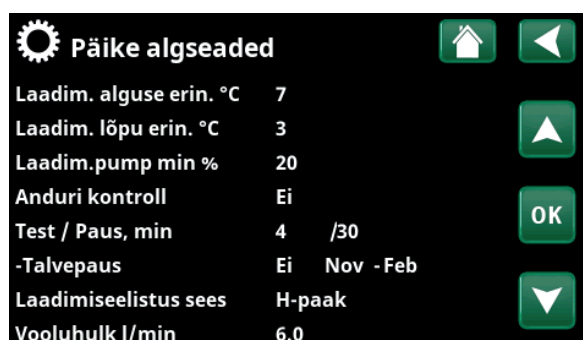 Päike algseaded
Laadim. alguse erin. °C 7
Laadim. lõpu erin. °C 3
Laadim.pump min % 20
Anduri kontroll Ei
Test / Paus, min 4 /30
OK
-Talvepaus Ei Nov - Feb
Laadimiseelistus sees H-paak
Vooluhulk l/min 6.0